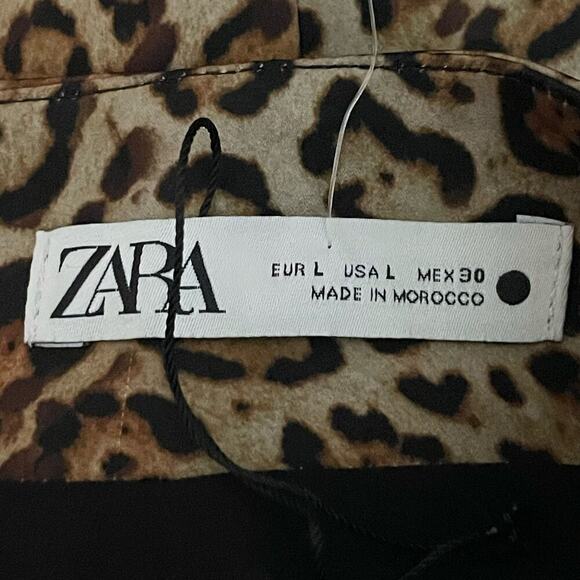 ZARA
EUR L USA L MEX 30
MADE IN MOROCCO